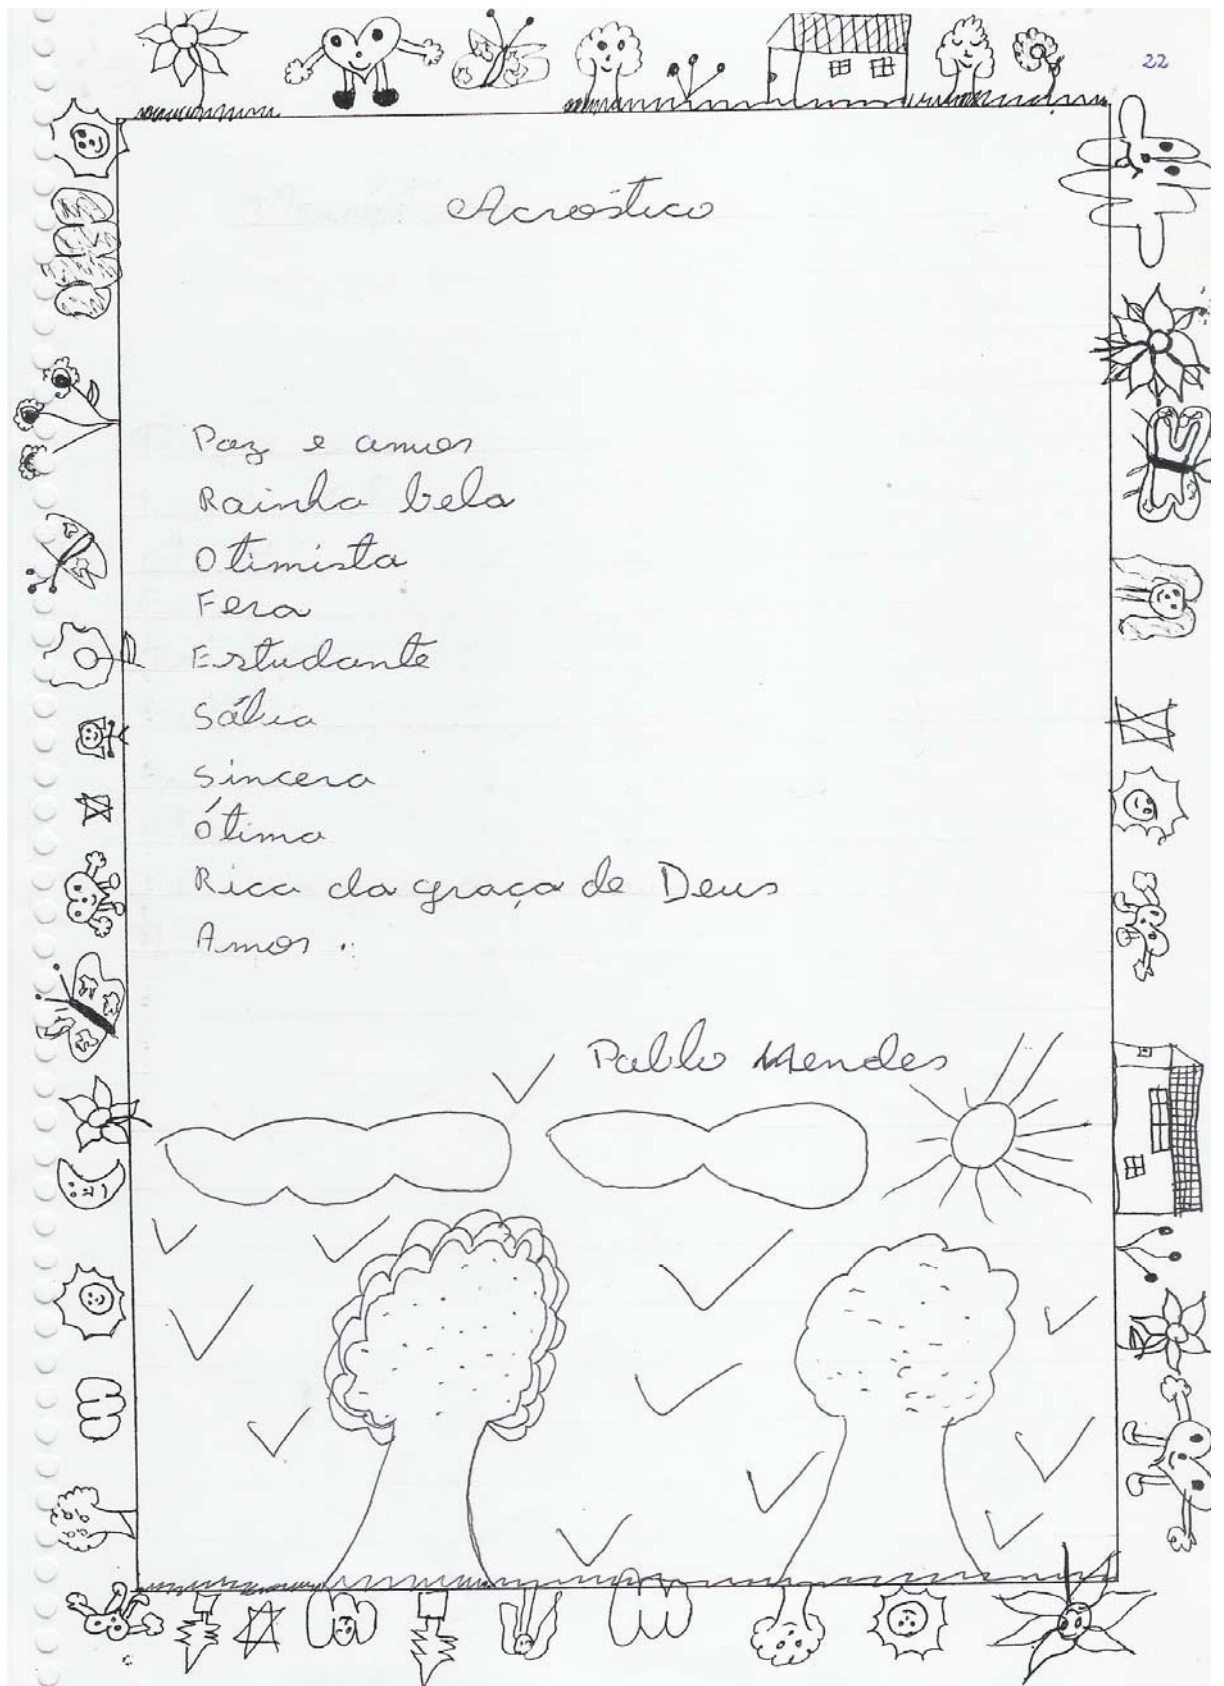 22
Acróstico
Paz e amor
Rainha bela
Otimista
Fera
Estudante
Sábia
Sincera
Ótima
Rica da graça de Deus
Amor..
Pablo Mendes